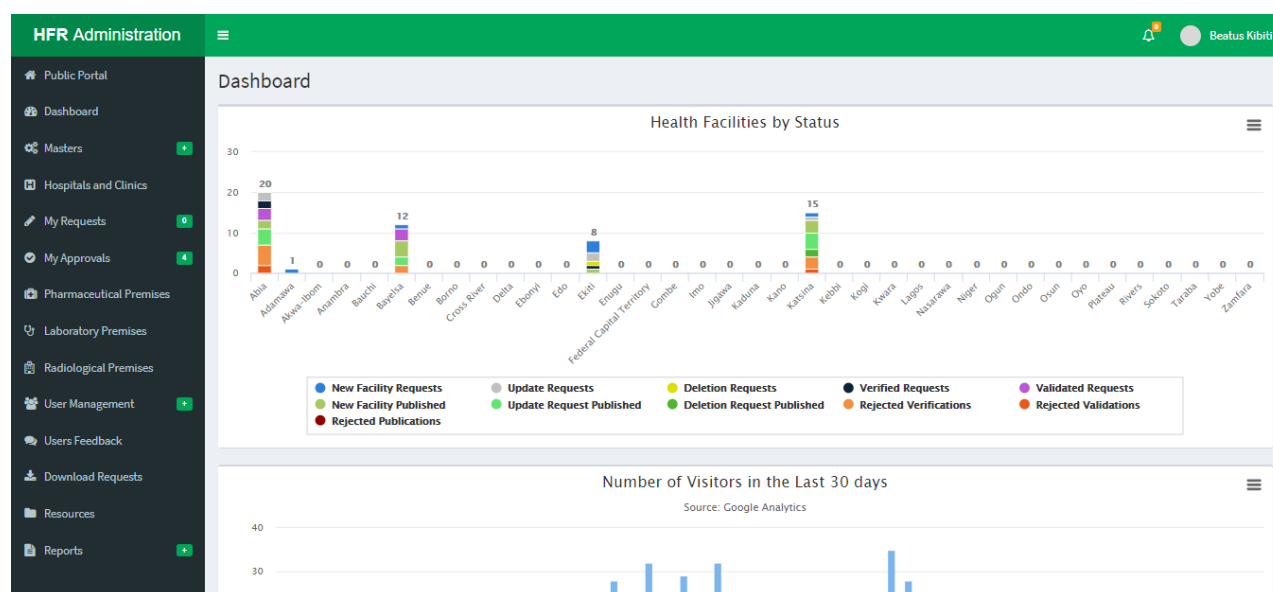 HFR Administration
Beatus Kibiti
Public Portal
Dashboard
Masters +
Hospitals and Clinics
My Requests 0
My Approvals 4
Pharmaceutical Premises
Laboratory Premises
Radiological Premises
User Management +
Users Feedback
Download Requests
Resources
Reports +
Dashboard
Health Facilities by Status
30
20
10
0
20 1 0 0 0 12 0 0 0 0 0 0 8 0 0 0 0 0 0 0 15 0 0 0 0 0 0 0 0 0 0 0 0 0 0 0 0
Abia Adamawa Akwa-Ibom Anambra Bauchi Bayelsa Benue Borno Cross River Delta Ebonyi Edo Ekiti Enugu Federal Capital Territory Gombe Imo Jigawa Kaduna Kano Katsina Kebbi Kogi Kwara Lagos Nasarawa Niger Ogun Ondo Osun Oyo Plateau Rivers Sokoto Taraba Yobe Zamfara
New Facility Requests Update Requests Deletion Requests Verified Requests Validated Requests
New Facility Published Update Request Published Deletion Request Published Rejected Verifications Rejected Validations
Rejected Publications
Number of Visitors in the Last 30 days
Source: Google Analytics
40
30